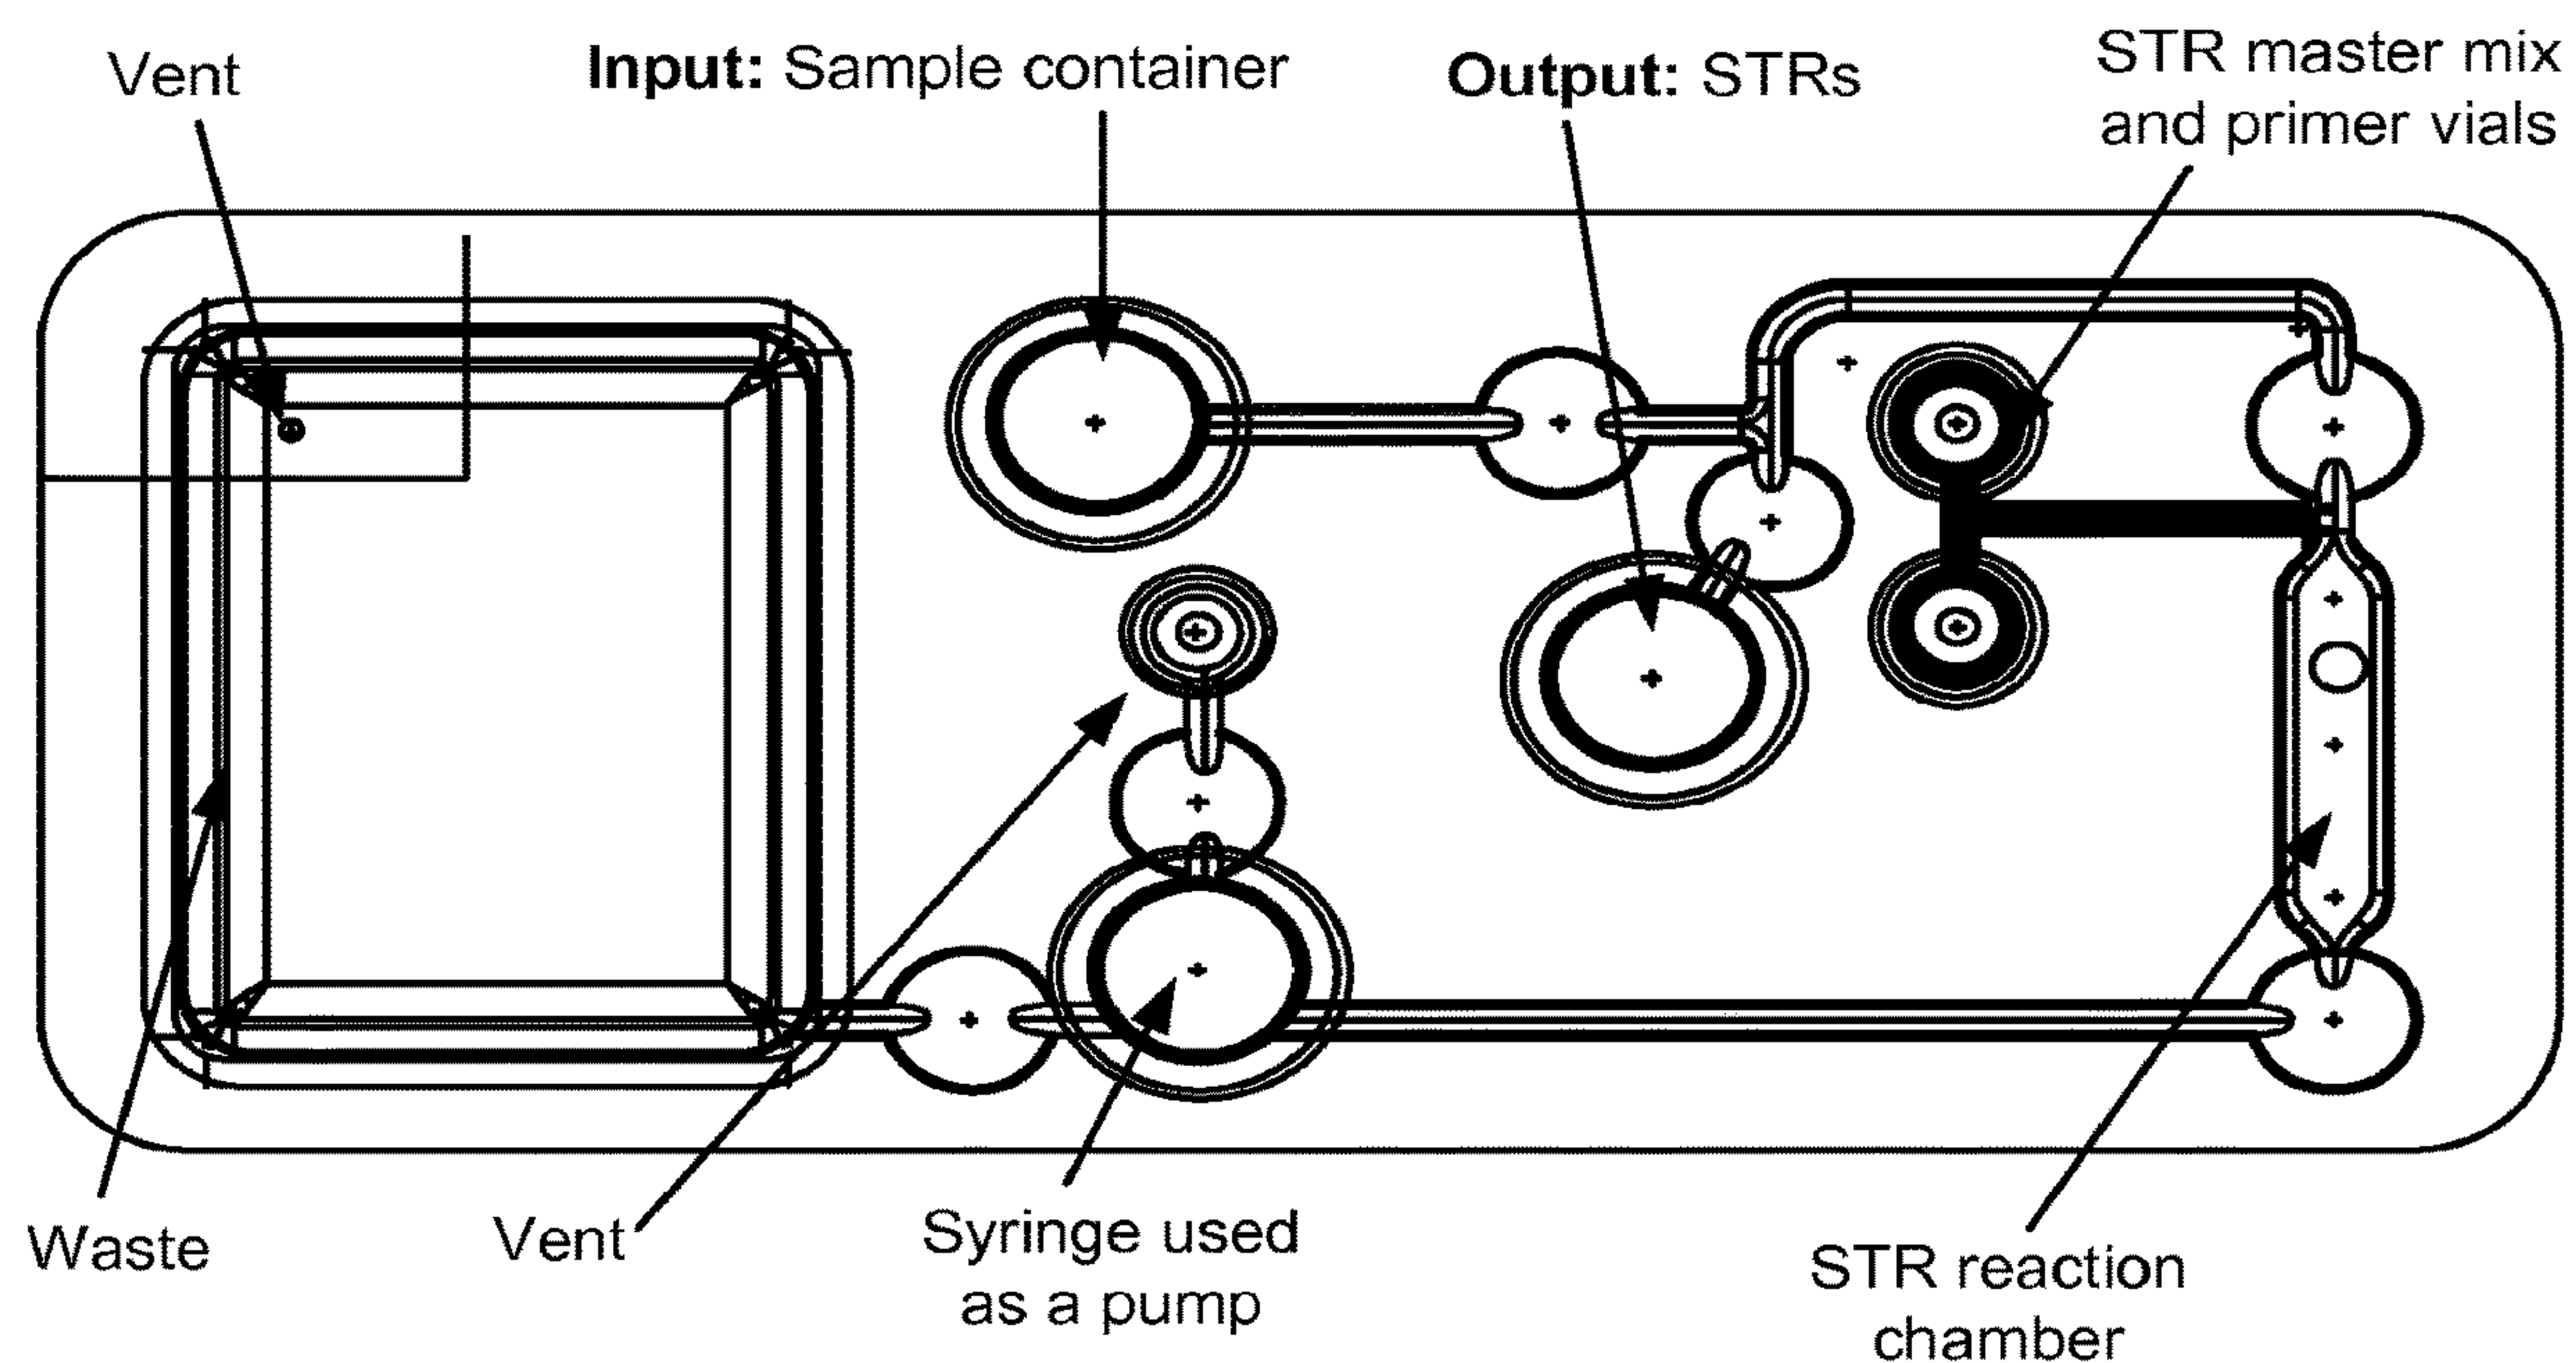 Vent
Input: Sample container
Output: STRs
STR master mix
and primer vials
Waste
Vent
Syringe used
as a pump
STR reaction
chamber